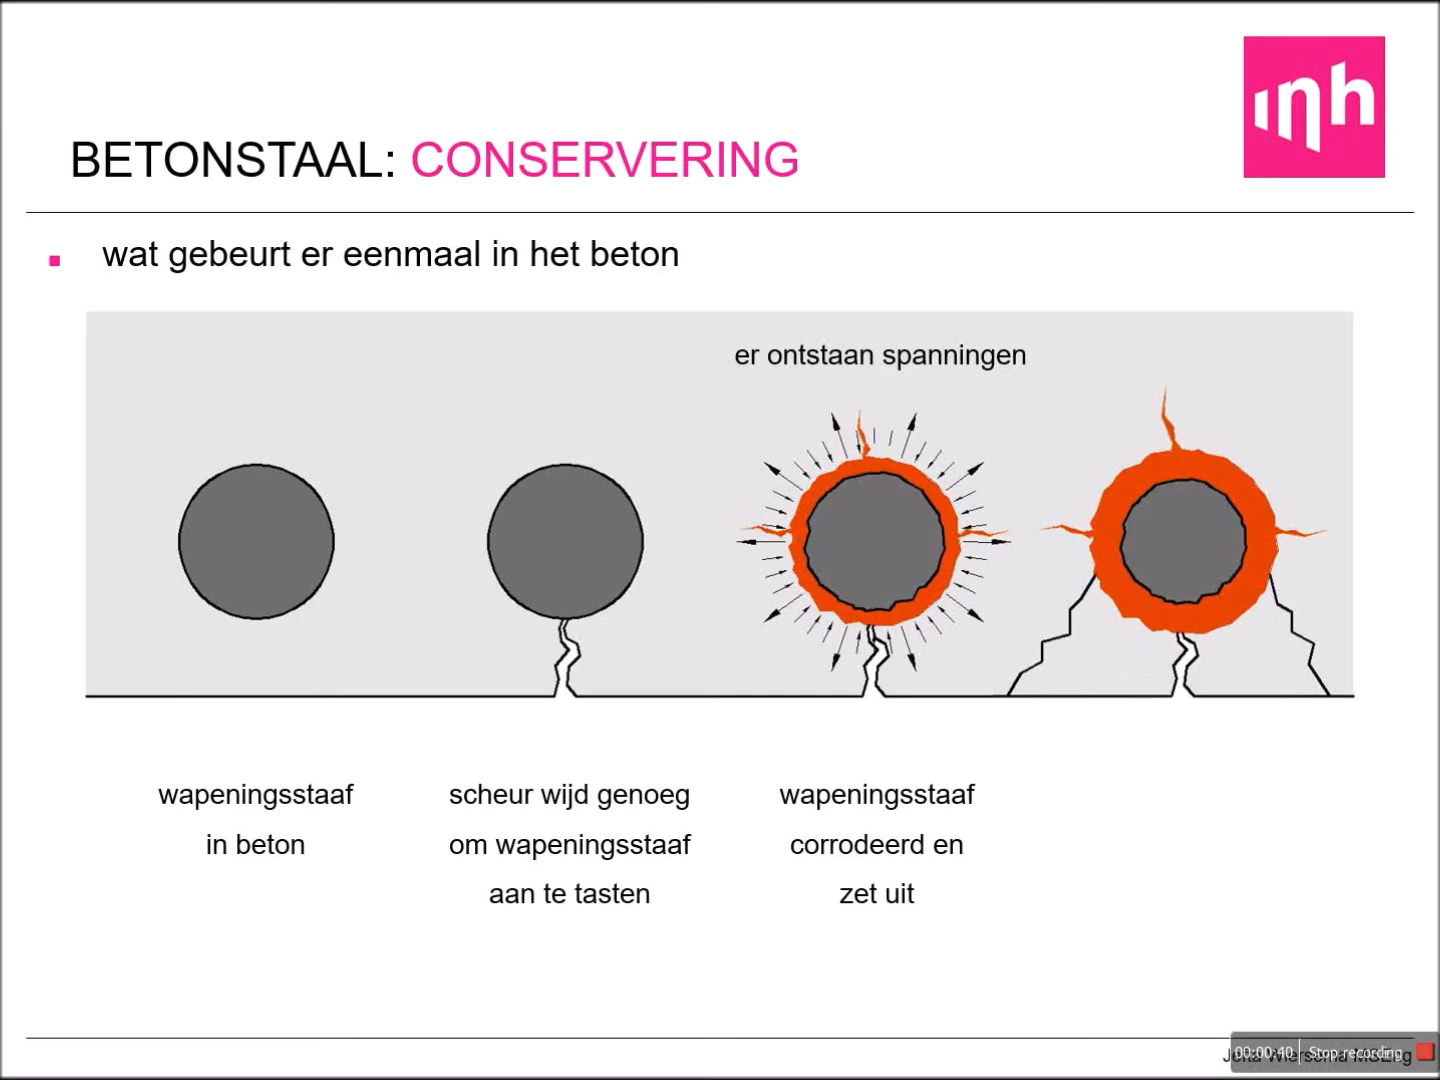 inh
BETONSTAAL: CONSERVERING
wat gebeurt er eenmaal in het beton
er ontstaan spanningen
wapeningsstaaf
in beton
scheur wijd genoeg
om wapeningsstaaf
aan te tasten
wapeningsstaaf
corrodeerd en
zet uit
00:00:40 Stop recording